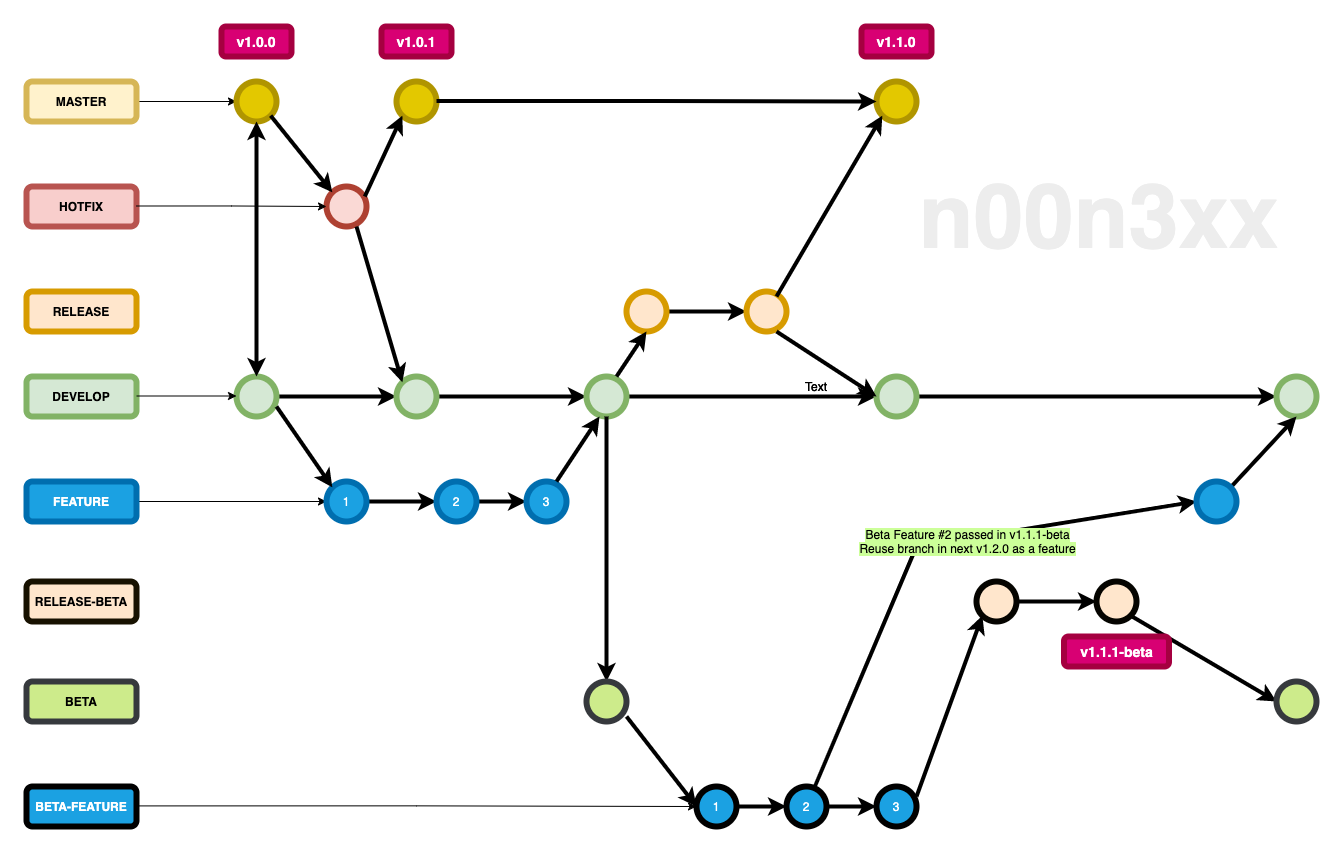 v1.0.0
v1.0.1
v1.1.0
MASTER
HOTFIX
n00n3xx
RELEASE
Text
DEVELOP
FEATURE
1
2
3
Beta Feature #2 passed in v1.1.1-beta
Reuse branch in next v1.2.0 as a feature
RELEASE-BETA
v1.1.1-beta
BETA
BETA-FEATURE
1
2
3